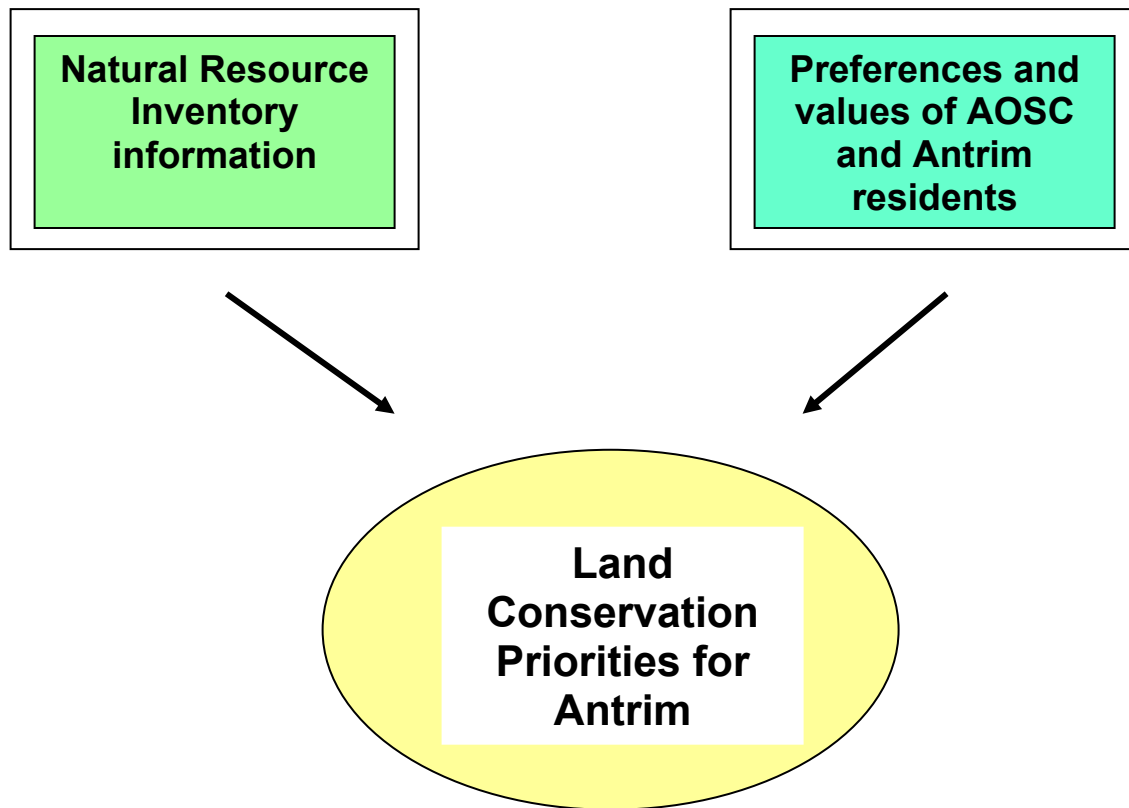 Natural Resource
Inventory
information
Preferences and
values of AOSC
and Antrim
residents
Land
Conservation
Priorities for
Antrim